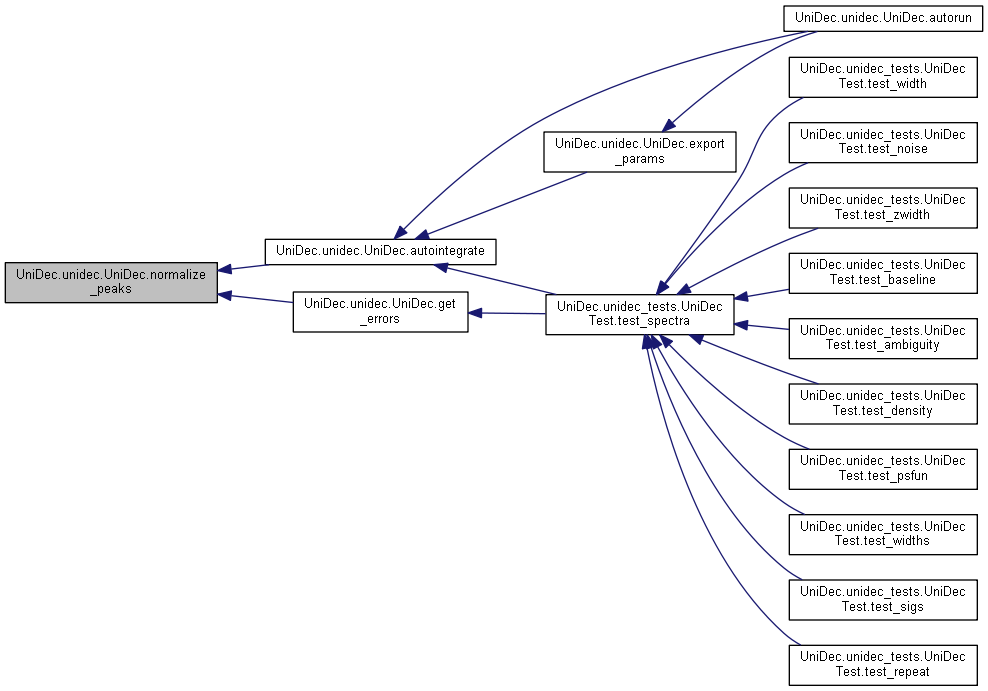 UniDec.unidec.UniDec.normalize
_peaks
UniDec.unidec.UniDec.autointegrate
UniDec.unidec.UniDec.get
_errors
UniDec.unidec.UniDec.export
_params
UniDec.unidec_tests.UniDec
Test.test_spectra
UniDec.unidec.UniDec.autorun
UniDec.unidec_tests.UniDec
Test.test_width
UniDec.unidec_tests.UniDec
Test.test_noise
UniDec.unidec_tests.UniDec
Test.test_zwidth
UniDec.unidec_tests.UniDec
Test.test_baseline
UniDec.unidec_tests.UniDec
Test.test_ambiguity
UniDec.unidec_tests.UniDec
Test.test_density
UniDec.unidec_tests.UniDec
Test.test_psfun
UniDec.unidec_tests.UniDec
Test.test_widths
UniDec.unidec_tests.UniDec
Test.test_sigs
UniDec.unidec_tests.UniDec
Test.test_repeat